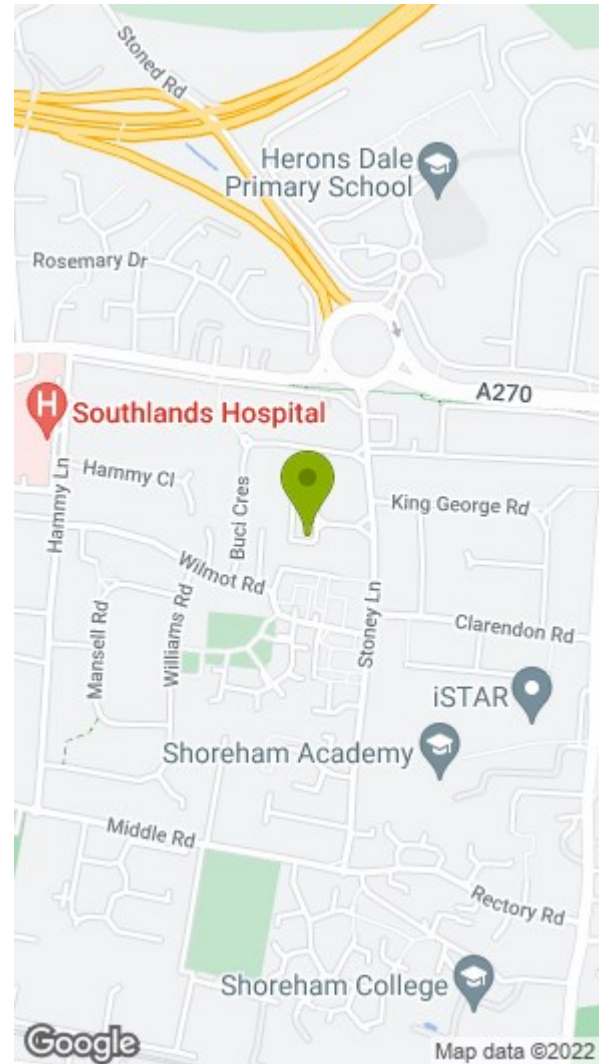 Stoned Rd
Herons Dale
Primary School
Rosemary Dr
A270
H
Southlands Hospital
Hammy Cl
King George Rd
Hammy Ln
Buci Cres
Wilmot Rd
Mansell Rd
Williams Rd
Stoney Ln
Clarendon Rd
iSTAR
Shoreham Academy
Middle Rd
Rectory Rd
Shoreham College
Google
Map data ©2022